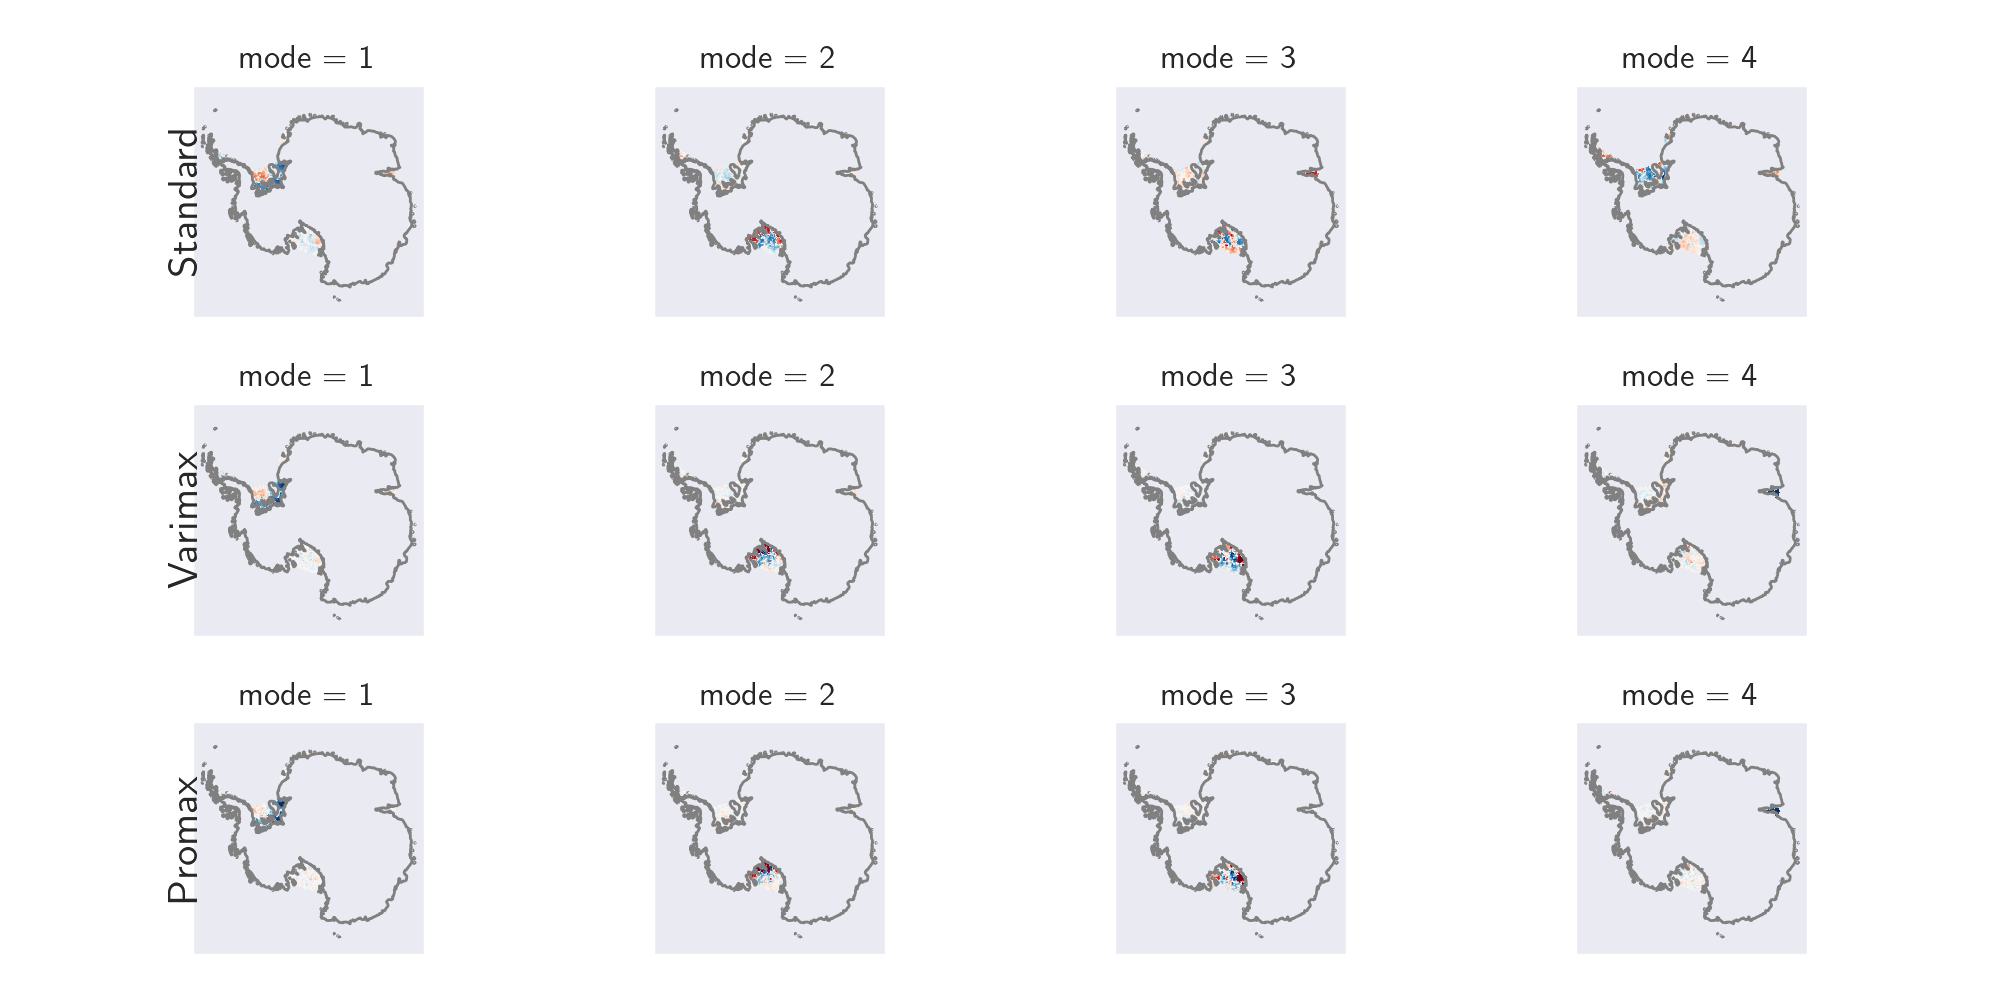 mode = 1
mode = 2
mode = 3
mode = 4
Standard
mode = 1
mode = 2
mode = 3
mode = 4
Varimax
mode = 1
mode = 2
mode = 3
mode = 4
Promax